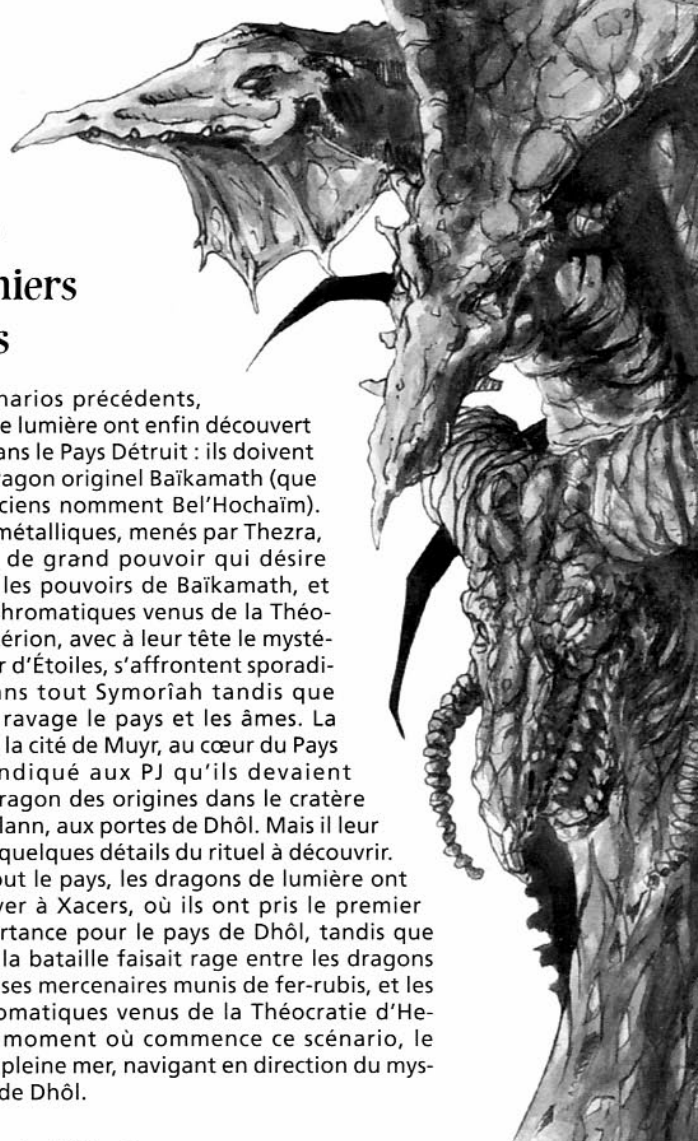 niers
s
narios précédents,
e lumière ont enfin découvert
ans le Pays Détruit : ils doivent
ragon originel Baïkamath (que
ciens nomment Bel'Hochaïm).
métalliques, menés par Thezra,
de grand pouvoir qui désire
les pouvoirs de Baïkamath, et
hromatiques venus de la Théo-
érion, avec à leur tête le mysté-
r d'Étoiles, s'affrontent sporadi-
ans tout Symorîah tandis que
ravage le pays et les âmes. La
la cité de Muyr, au cœur du Pays
ndiqué aux PJ qu'ils devaient
ragon des origines dans le cratère
lann, aux portes de Dhôl. Mais il leur
quelques détails du rituel à découvrir.
out le pays, les dragons de lumière ont
ver à Xacers, où ils ont pris le premier
ortance pour le pays de Dhôl, tandis que
la bataille faisait rage entre les dragons
ses mercenaires munis de fer-rubis, et les
omatiques venus de la Théocratie d'He-
moment où commence ce scénario, le
pleine mer, navigant en direction du mys-
de Dhôl.